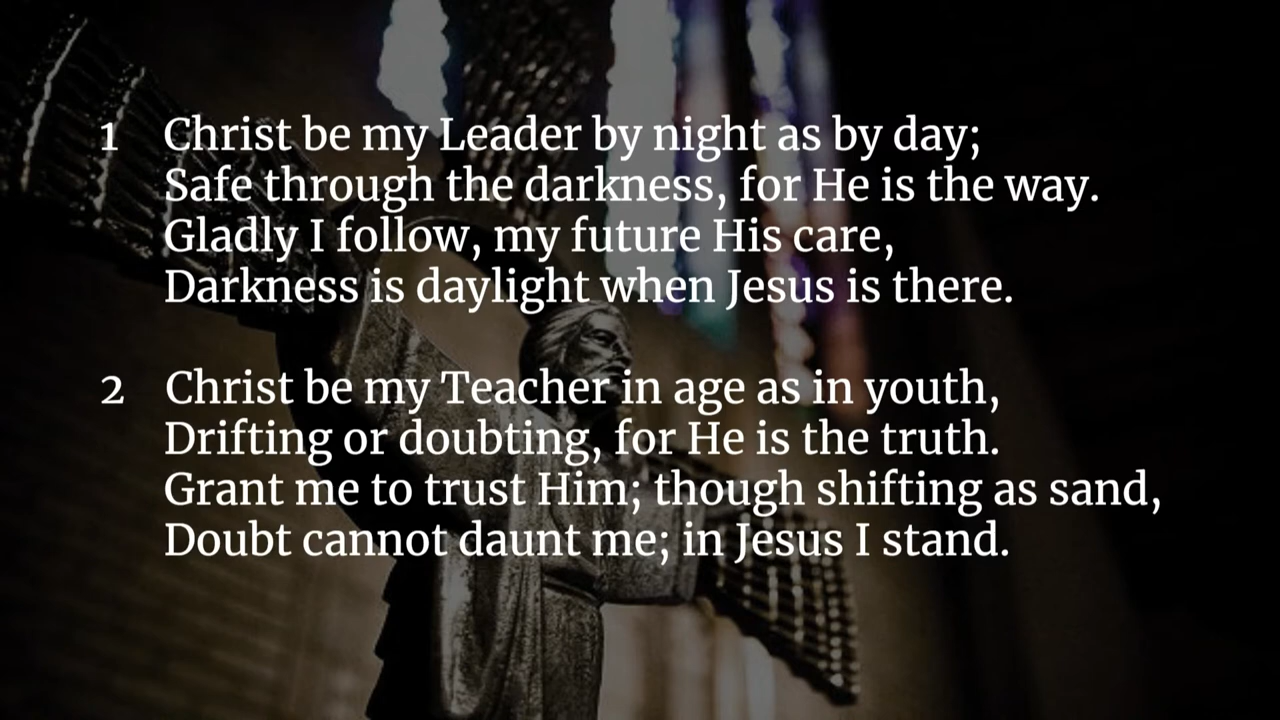 1 Christ be my Leader by night as by day;
Safe through the darkness, for He is the way.
Gladly I follow, my future His care,
Darkness is daylight when Jesus is there.
2 Christ be my Teacher in age as in youth,
Drifting or doubting, for He is the truth.
Grant me to trust Him; though shifting as sand,
Doubt cannot daunt me; in Jesus I stand.